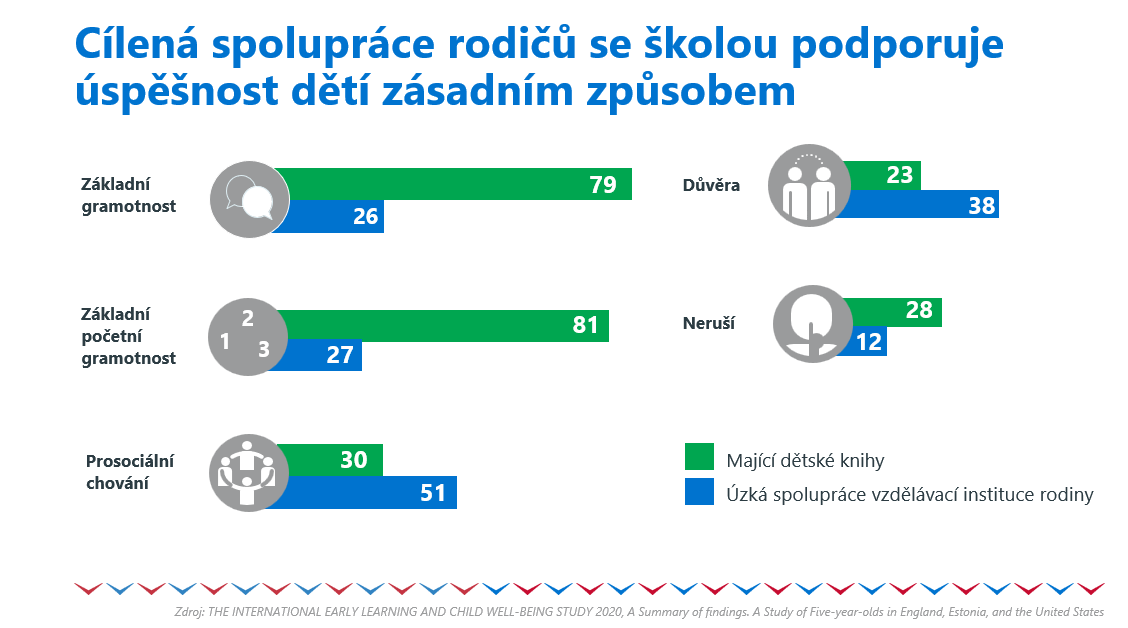 Cílená spolupráce rodičů se školou podporuje
úspěšnost dětí zásadním způsobem
Základní
gramotnost
79
26
Základní
početní
gramotnost
1
2
3
81
27
Prosociální
chování
30
51
Důvěra
23
38
Neruší
28
12
Mající dětské knihy
Úzká spolupráce vzdělávací instituce rodiny
Zdroj: THE INTERNATIONAL EARLY LEARNING AND CHILD WELL-BEING STUDY 2020, A Summary of findings. A Study of Five-year-olds in England, Estonia, and the United States